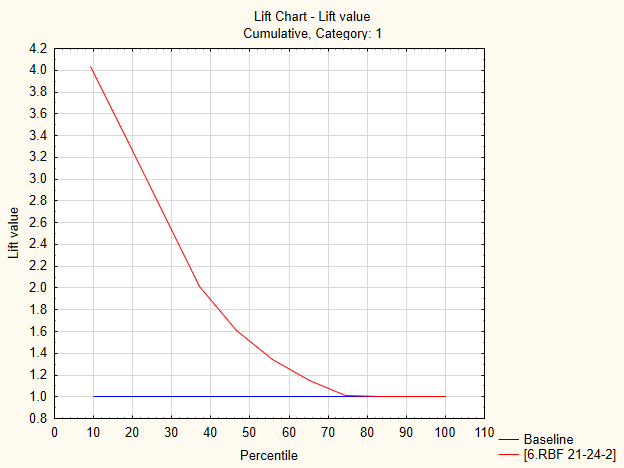 Lift Chart - Lift value
Cumulative, Category: 1
4.2
4.0
3.8
3.6
3.4
3.2
3.0
2.8
2.6
2.4
2.2
2.0
1.8
1.6
1.4
1.2
1.0
0.8
Lift value
0 10 20 30 40 50 60 70 80 90 100 110
Percentile
Baseline
[6.RBF 21-24-2]